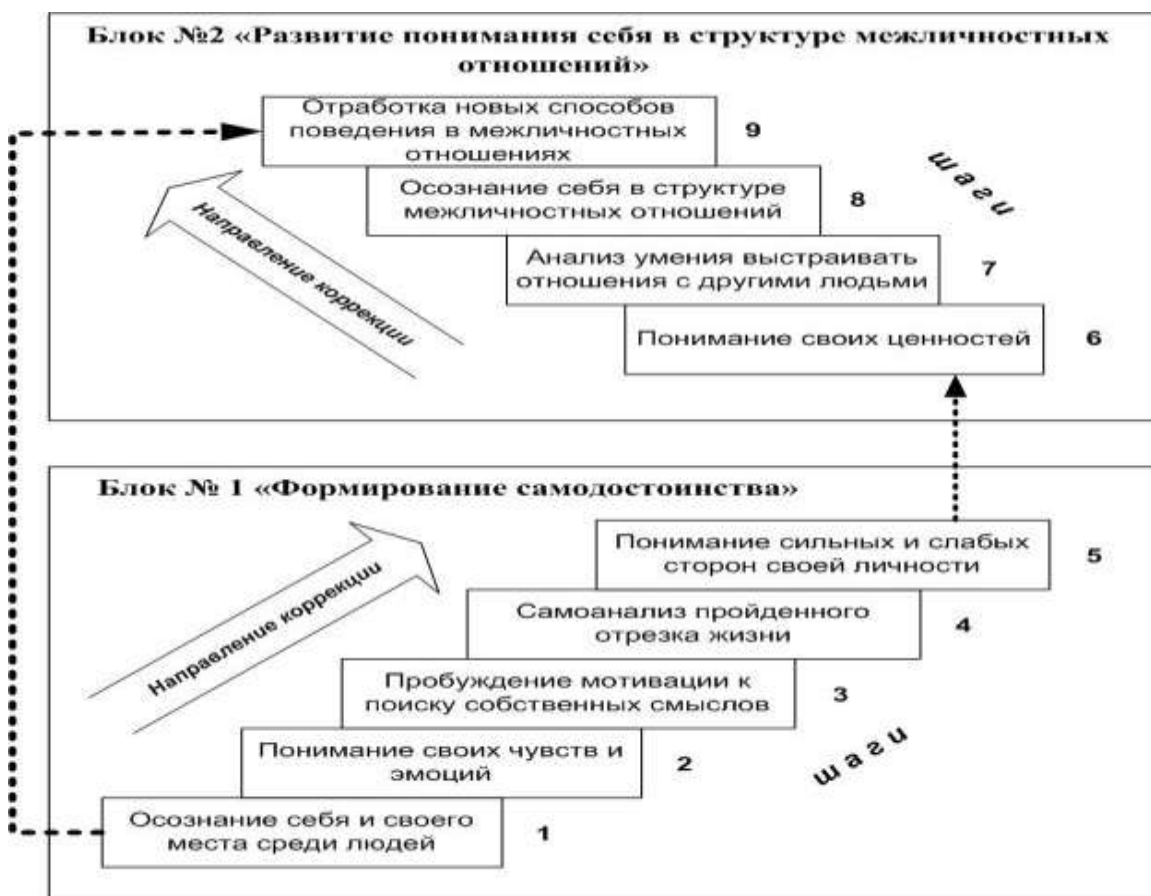 Блок №2 «Развитие понимания себя в структуре межличностных
отношений»
Отработка новых способов
поведения в межличностных
отношениях
9
Осознание себя в структуре
межличностных отношений
8
Анализ умения выстраивать
отношения с другими людьми
7
Понимание своих ценностей
6
шаги
Направление коррекции
Блок № 1 «Формирование самодостоинства»
Понимание сильных и слабых
сторон своей личности
5
Самоанализ пройденного
отрезка жизни
4
Пробуждение мотивации к
поиску собственных смыслов
3
Понимание своих чувств и
эмоций
2
Осознание себя и своего
места среди людей
1
Направление коррекции
шаги